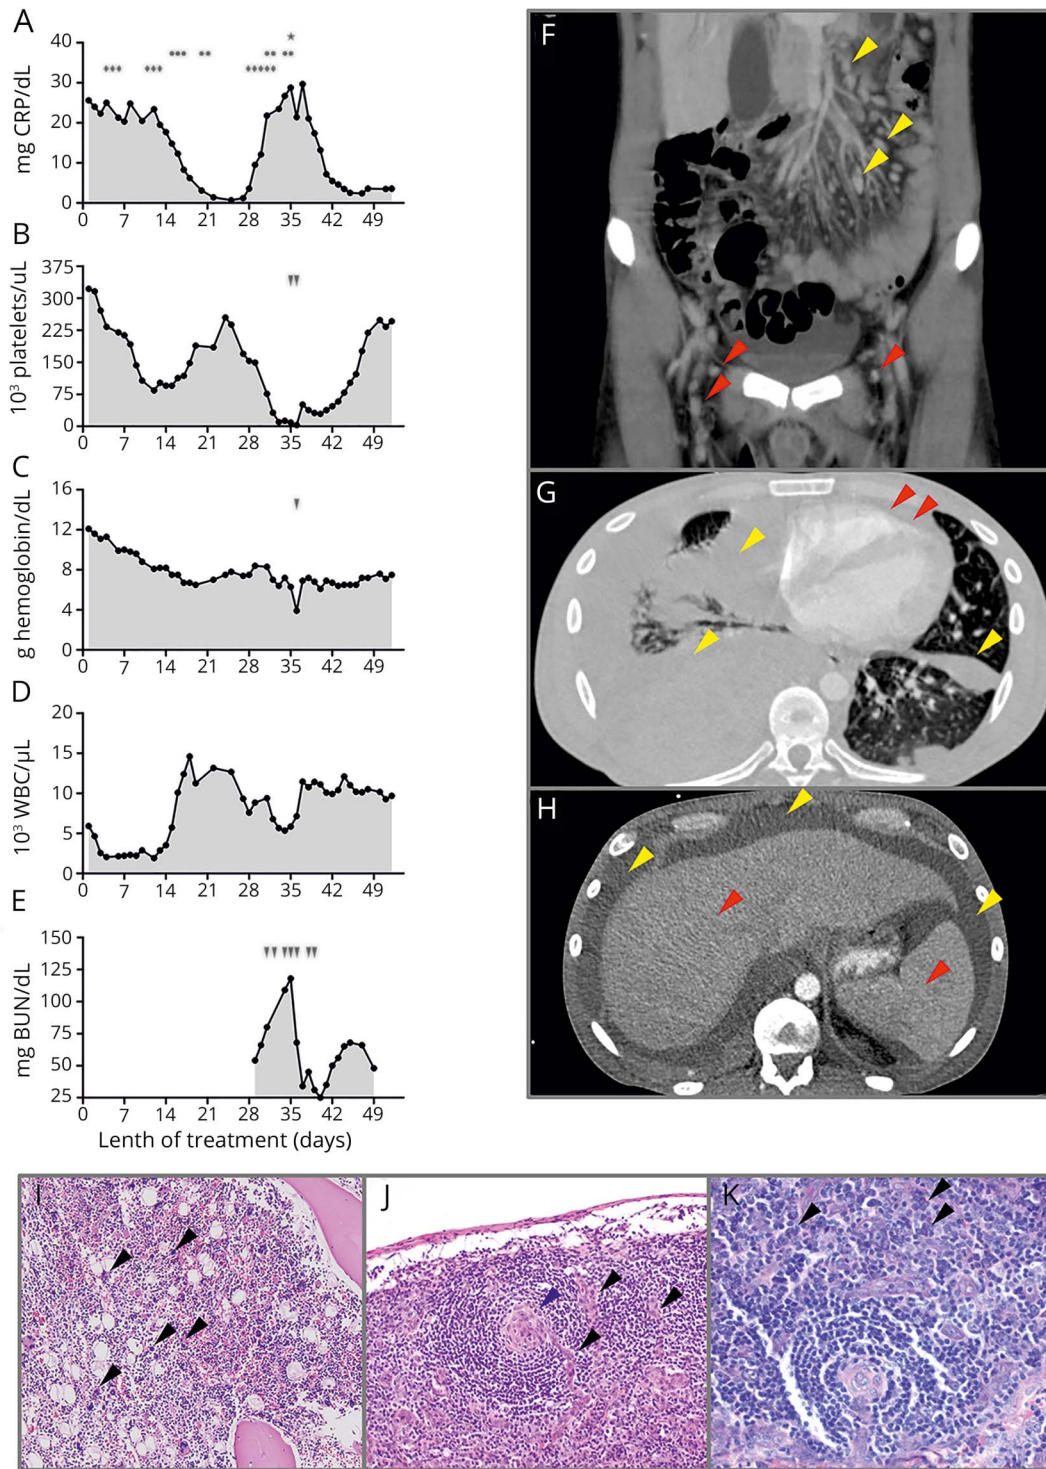 A
mg CRP/dL
40
30
20
10
0
0 7 14 21 28 35 42 49
B
10³ platelets/uL
375
300
225
150
75
0
0 7 14 21 28 35 42 49
C
g hemoglobin/dL
16
12
8
4
0
0 7 14 21 28 35 42 49
D
10³ WBC/µL
20
15
10
5
0
0 7 14 21 28 35 42 49
E
mg BUN/dL
150
125
100
75
50
25
0 7 14 21 28 35 42 49
Lenth of treatment (days)
F
G
H
I
J
K